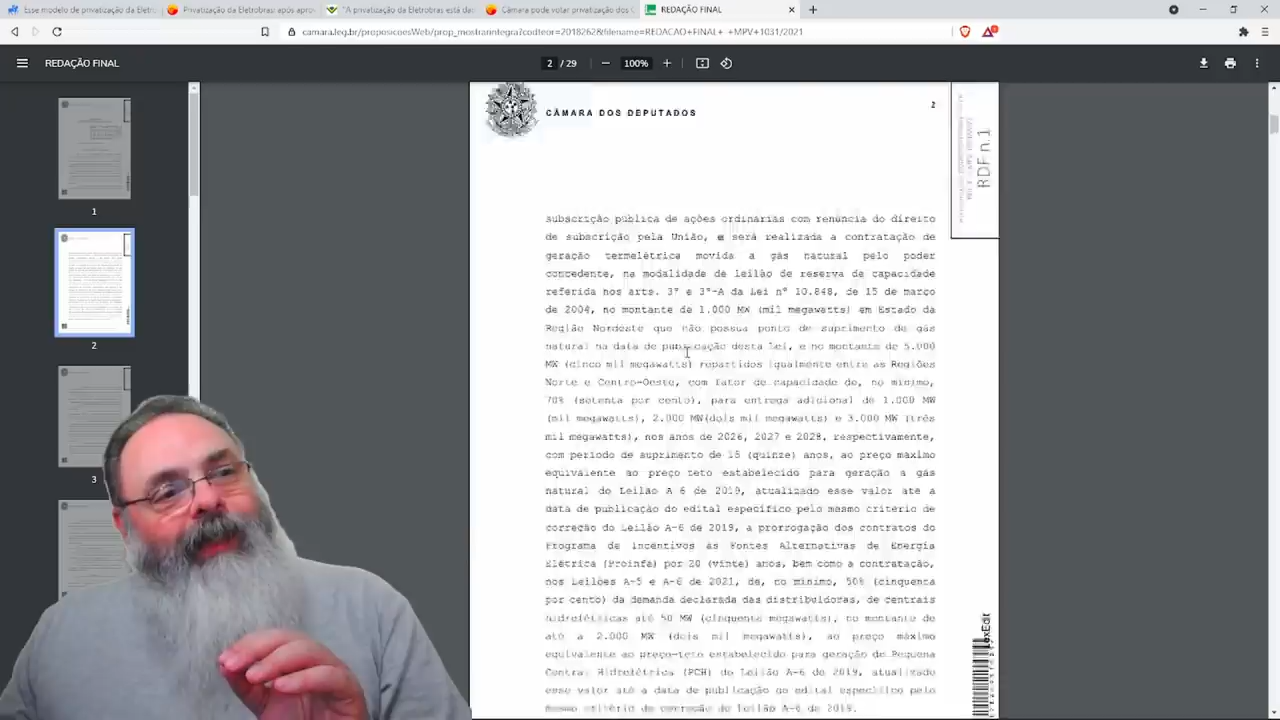 Esse modelo de privatização da Eletr
Privatização da Eletrobras: após apro
"A privatização da Eletrobras está das
Câmara pode votar privatização dos C
REDAÇÃO FINAL
camara.leg.br/proposicoesWeb/prop_mostrarintegra?codteor=2018262&filename=REDACAO+FINAL+-+MPV+1031/2021
REDAÇÃO FINAL
2 / 29
100%
CÂMARA DOS DEPUTADOS
2
RDF n.1
subscrição pública de ações ordinárias com renúncia do direito
de subscrição pela União, e será realizada a contratação de
geração termelétrica movida a gás natural pelo poder
concedente, na modalidade de leilão de reserva de capacidade
referida nos arts. 3º e 3º-A da Lei nº 10.848, de 15 de março
de 2004, no montante de 1.000 MW (mil megawatts) em Estado da
Região Nordeste que não possua ponto de suprimento de gás
natural na data de publicação desta Lei, e no montante de 5.000
MW (cinco mil megawatts) repartidos igualmente entre as Regiões
Norte e Centro-Oeste, com fator de capacidade de, no mínimo,
70% (setenta por cento), para entrega adicional de 1.000 MW
(mil megawatts), 2.000 MW(dois mil megawatts) e 3.000 MW (três
mil megawatts), nos anos de 2026, 2027 e 2028, respectivamente,
com período de suprimento de 15 (quinze) anos, ao preço máximo
equivalente ao preço teto estabelecido para geração a gás
natural do Leilão A-6 de 2019, atualizado esse valor até a
data de publicação do edital específico pelo mesmo critério de
correção do Leilão A-6 de 2019, a prorrogação dos contratos do
Programa de Incentivos às Fontes Alternativas de Energia
Elétrica (Proinfa) por 20 (vinte) anos, bem como a contratação,
nos Leilões A-5 e A-6 de 2021, de, no mínimo, 50% (cinquenta
por cento) da demanda declarada das distribuidoras, de centrais
hidrelétricas até 50 MW (cinquenta megawatts), no montante de
até a 2.000 MW (dois mil megawatts), ao preço máximo
equivalente ao preço-teto estabelecido para geração de Pequena
Central Hidrelétrica (PCH) do Leilão A-6 de 2019, atualizado
esse valor até a data de publicação do edital específico pelo
mesmo critério de correção do Leilão A-6 de 2019.
LexEdit
1
2
3